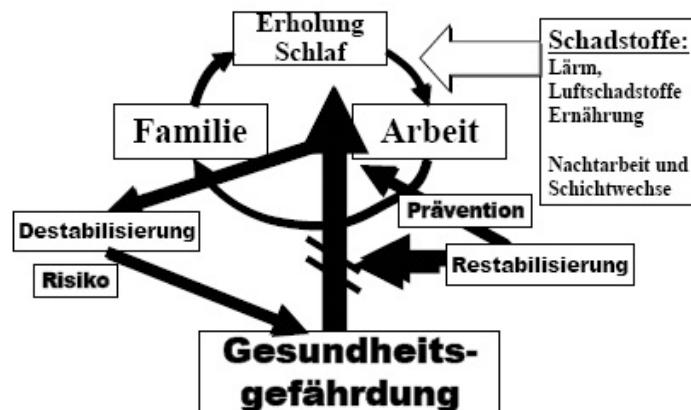 Erholung
Schlaf
Schadstoffe:
Lärm,
Luftschadstoffe
Ernährung
Nachtarbeit und
Schichtwechse
Familie
Arbeit
Prävention
Destabilisierung
Restabilisierung
Risiko
Gesundheits-
gefährdung